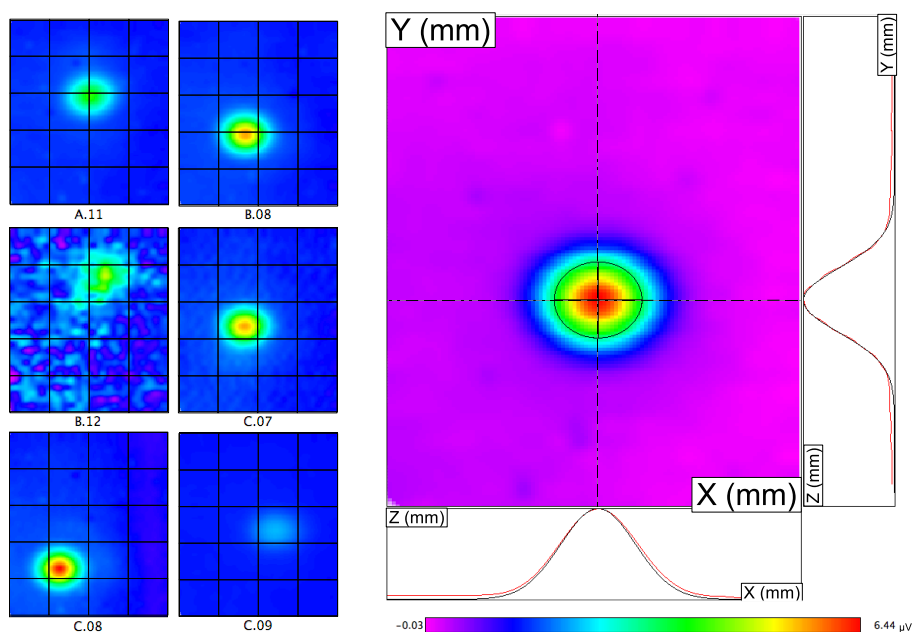 A.11
B.08
B.12
C.07
C.08
C.09
Y (mm)
X (mm)
Y (mm)
Z (mm)
Z (mm)
X (mm)
−0.03
6.44 µV